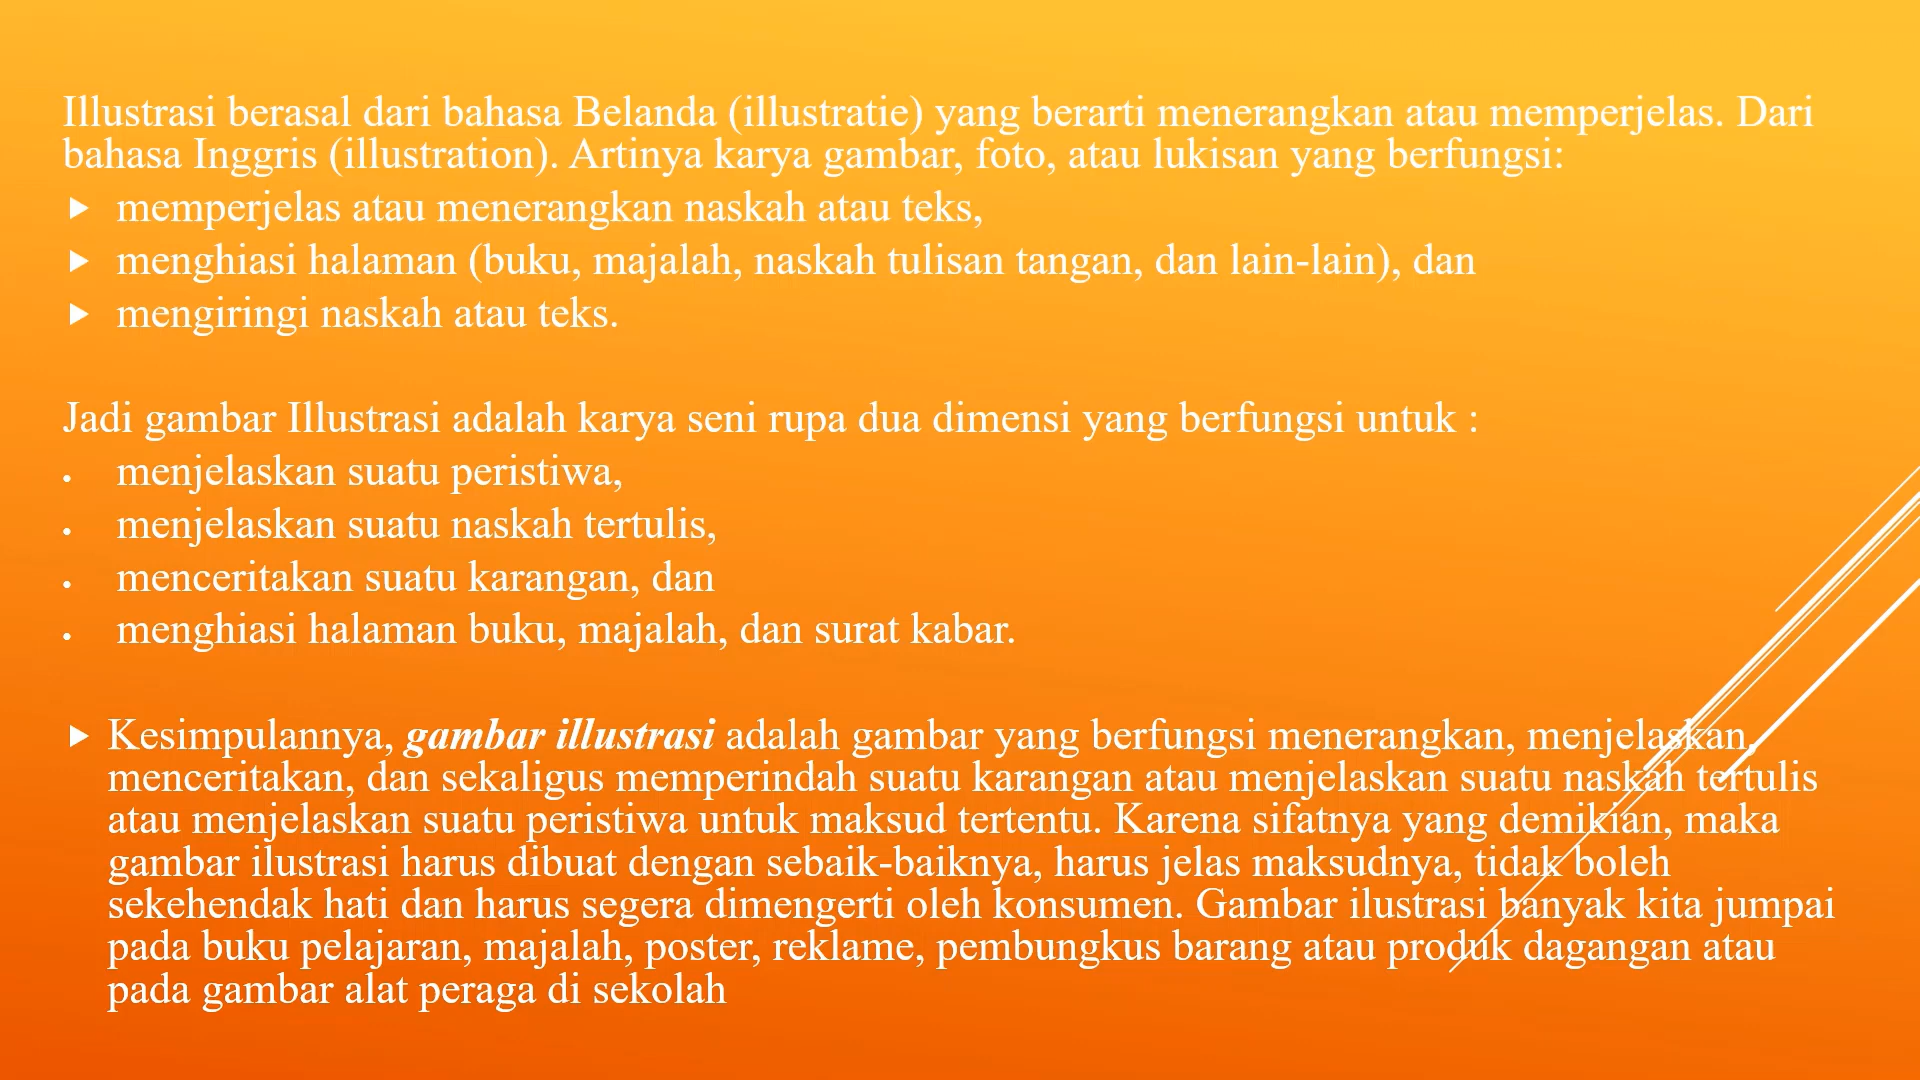 Illustrasi berasal dari bahasa Belanda (illustratie) yang berarti menerangkan atau memperjelas. Dari
bahasa Inggris (illustration). Artinya karya gambar, foto, atau lukisan yang berfungsi:
memperjelas atau menerangkan naskah atau teks,
menghiasi halaman (buku, majalah, naskah tulisan tangan, dan lain-lain), dan
mengiringi naskah atau teks.
Jadi gambar Illustrasi adalah karya seni rupa dua dimensi yang berfungsi untuk :
menjelaskan suatu peristiwa,
menjelaskan suatu naskah tertulis,
menceritakan suatu karangan, dan
menghiasi halaman buku, majalah, dan surat kabar.
Kesimpulannya, gambar illustrasi adalah gambar yang berfungsi menerangkan, menjelaskan,
menceritakan, dan sekaligus memperindah suatu karangan atau menjelaskan suatu naskah tertulis
atau menjelaskan suatu peristiwa untuk maksud tertentu. Karena sifatnya yang demikian, maka
gambar ilustrasi harus dibuat dengan sebaik-baiknya, harus jelas maksudnya, tidak boleh
sekehendak hati dan harus segera dimengerti oleh konsumen. Gambar ilustrasi banyak kita jumpai
pada buku pelajaran, majalah, poster, reklame, pembungkus barang atau produk dagangan atau
pada gambar alat peraga di sekolah